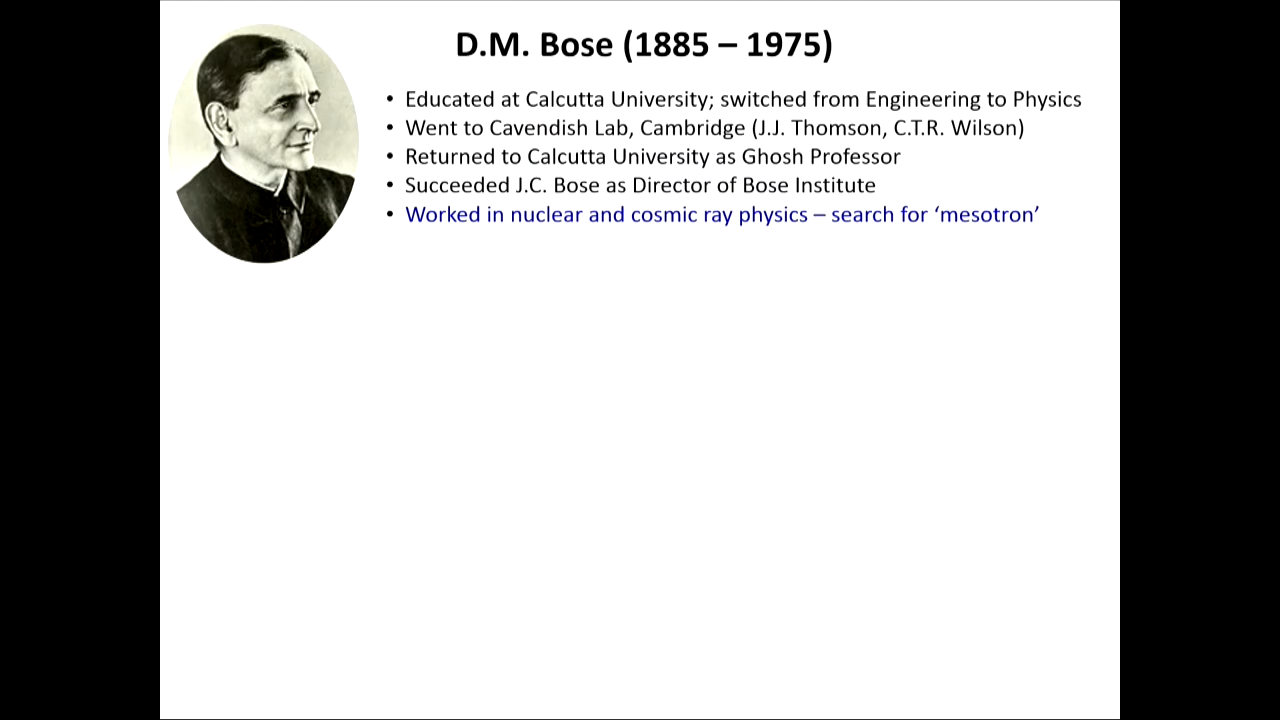 D.M. Bose (1885 – 1975)
• Educated at Calcutta University; switched from Engineering to Physics
• Went to Cavendish Lab, Cambridge (J.J. Thomson, C.T.R. Wilson)
• Returned to Calcutta University as Ghosh Professor
• Succeeded J.C. Bose as Director of Bose Institute
• Worked in nuclear and cosmic ray physics – search for ‘mesotron’